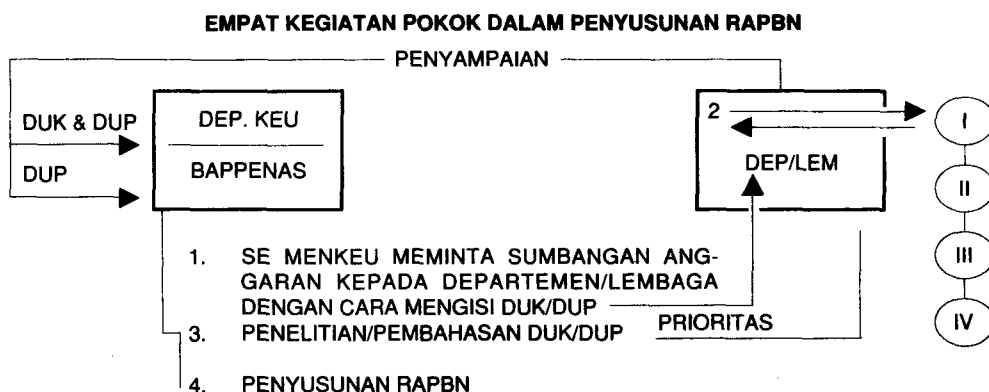 EMPAT KEGIATAN POKOK DALAM PENYUSUNAN RAPBN
PENYAMPAIAN
DUK & DUP
DUP
DEP. KEU
BAPPENAS
2
DEP/LEM
I
II
III
IV
1. SE MENKEU MEMINTA SUMBANGAN ANG-
GARAN KEPADA DEPARTEMEN/LEMBAGA
DENGAN CARA MENGISI DUK/DUP
3. PENELITIAN/PEMBAHASAN DUK/DUP
PRIORITAS
4. PENYUSUNAN RAPBN